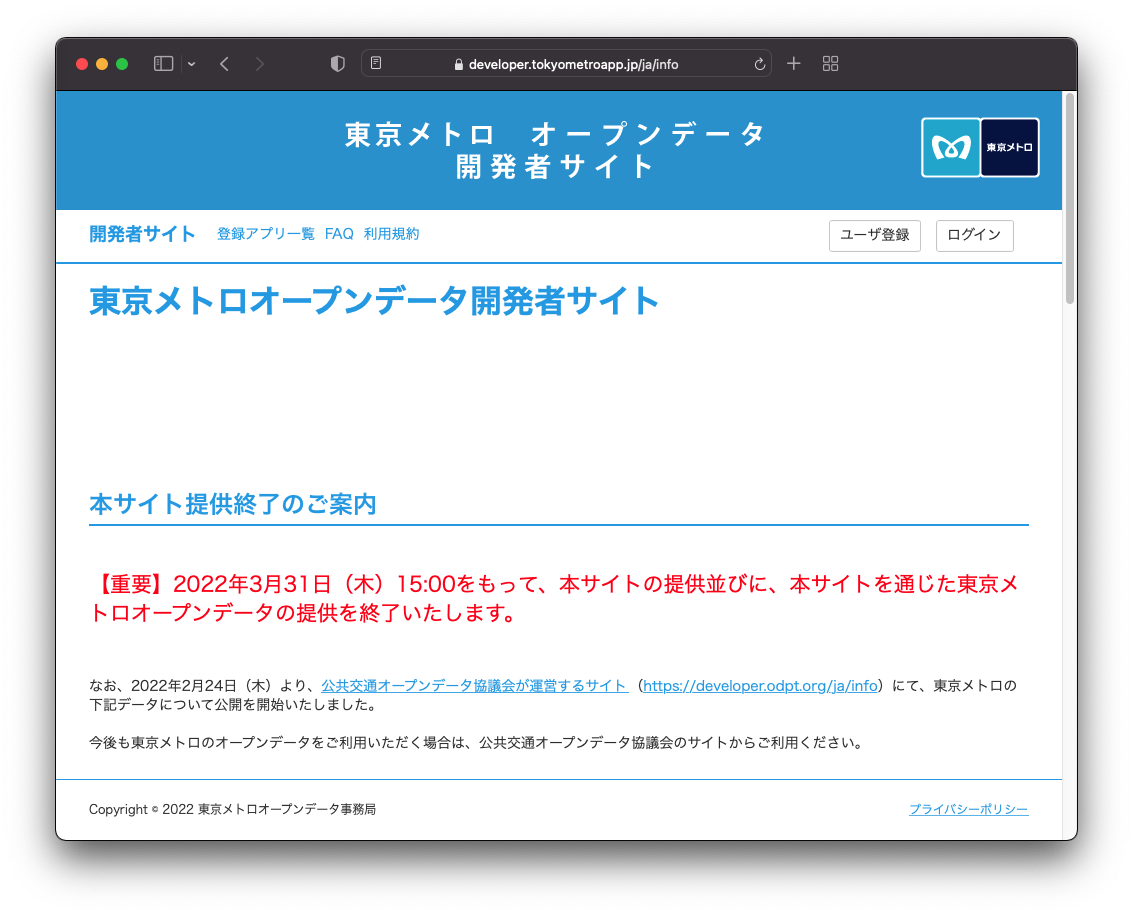 developer.tokyometroapp.jp/ja/info
東京メトロ オープンデータ
開発者サイト
東京メトロ
開発者サイト 登録アプリ一覧 FAQ 利用規約 ユーザ登録 ログイン
東京メトロオープンデータ開発者サイト
本サイト提供終了のご案内
【重要】2022年3月31日（木）15:00をもって、本サイトの提供並びに、本サイトを通じた東京メ
トロオープンデータの提供を終了いたします。
なお、2022年2月24日（木）より、公共交通オープンデータ協議会が運営するサイト （https://developer.odpt.org/ja/info）にて、東京メトロの
下記データについて公開を開始いたしました。
今後も東京メトロのオープンデータをご利用いただく場合は、公共交通オープンデータ協議会のサイトからご利用ください。
Copyright © 2022 東京メトロオープンデータ事務局 プライバシーポリシー